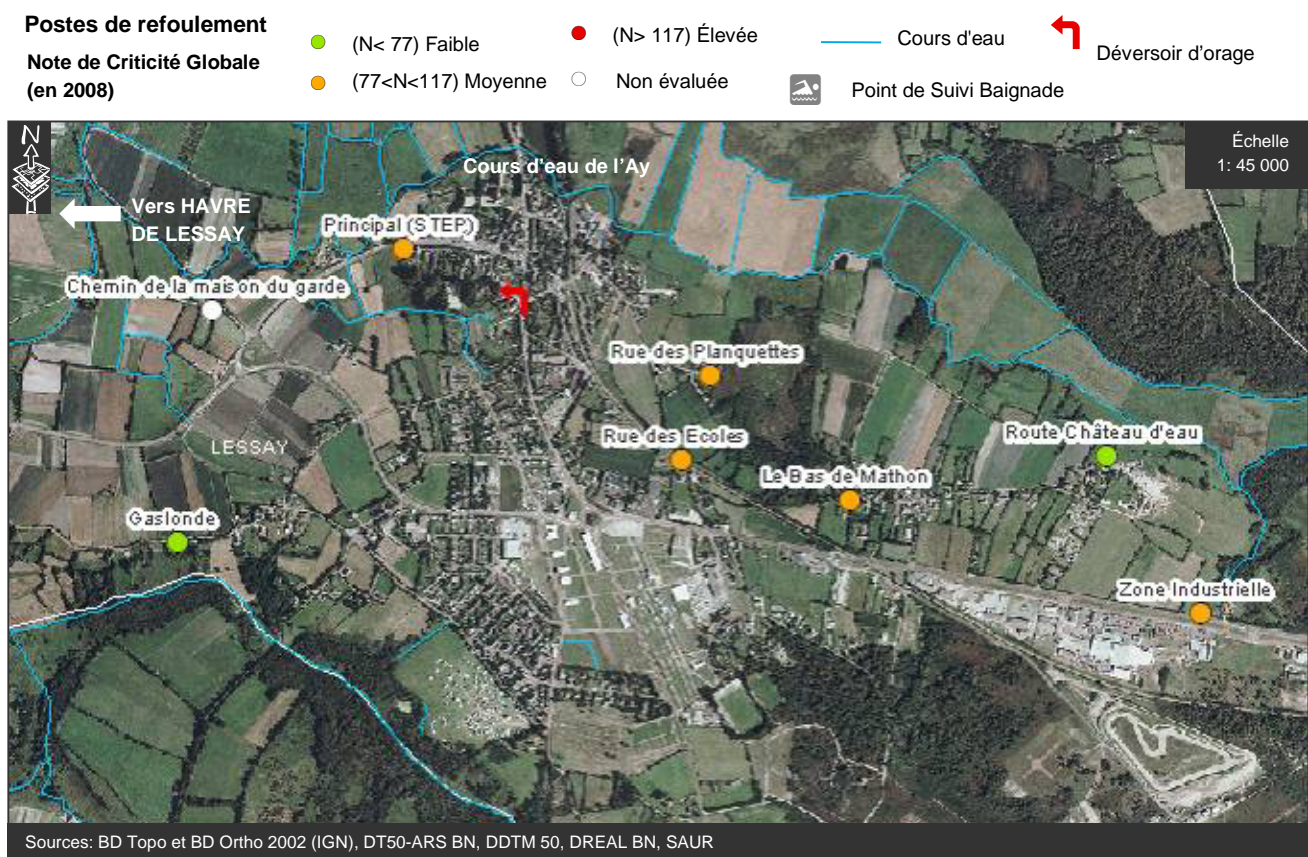 Postes de refoulement
Note de Criticité Globale
(en 2008)
(N< 77) Faible
(77<N<117) Moyenne
(N> 117) Élevée
Non évaluée
Cours d'eau
Point de Suivi Baignade
Déversoir d'orage
N
Échelle
1: 45 000
Cours d'eau de l'Ay
Vers HAVRE
DE LESSAY
Principal (STEP)
Chemin de la maison du garde
Rue des Planquettes
LESSAY
Rue des Ecoles
Route Château d'eau
Le Bas de Mathon
Gaslonde
Zone Industrielle
Sources: BD Topo et BD Ortho 2002 (IGN), DT50-ARS BN, DDTM 50, DREAL BN, SAUR